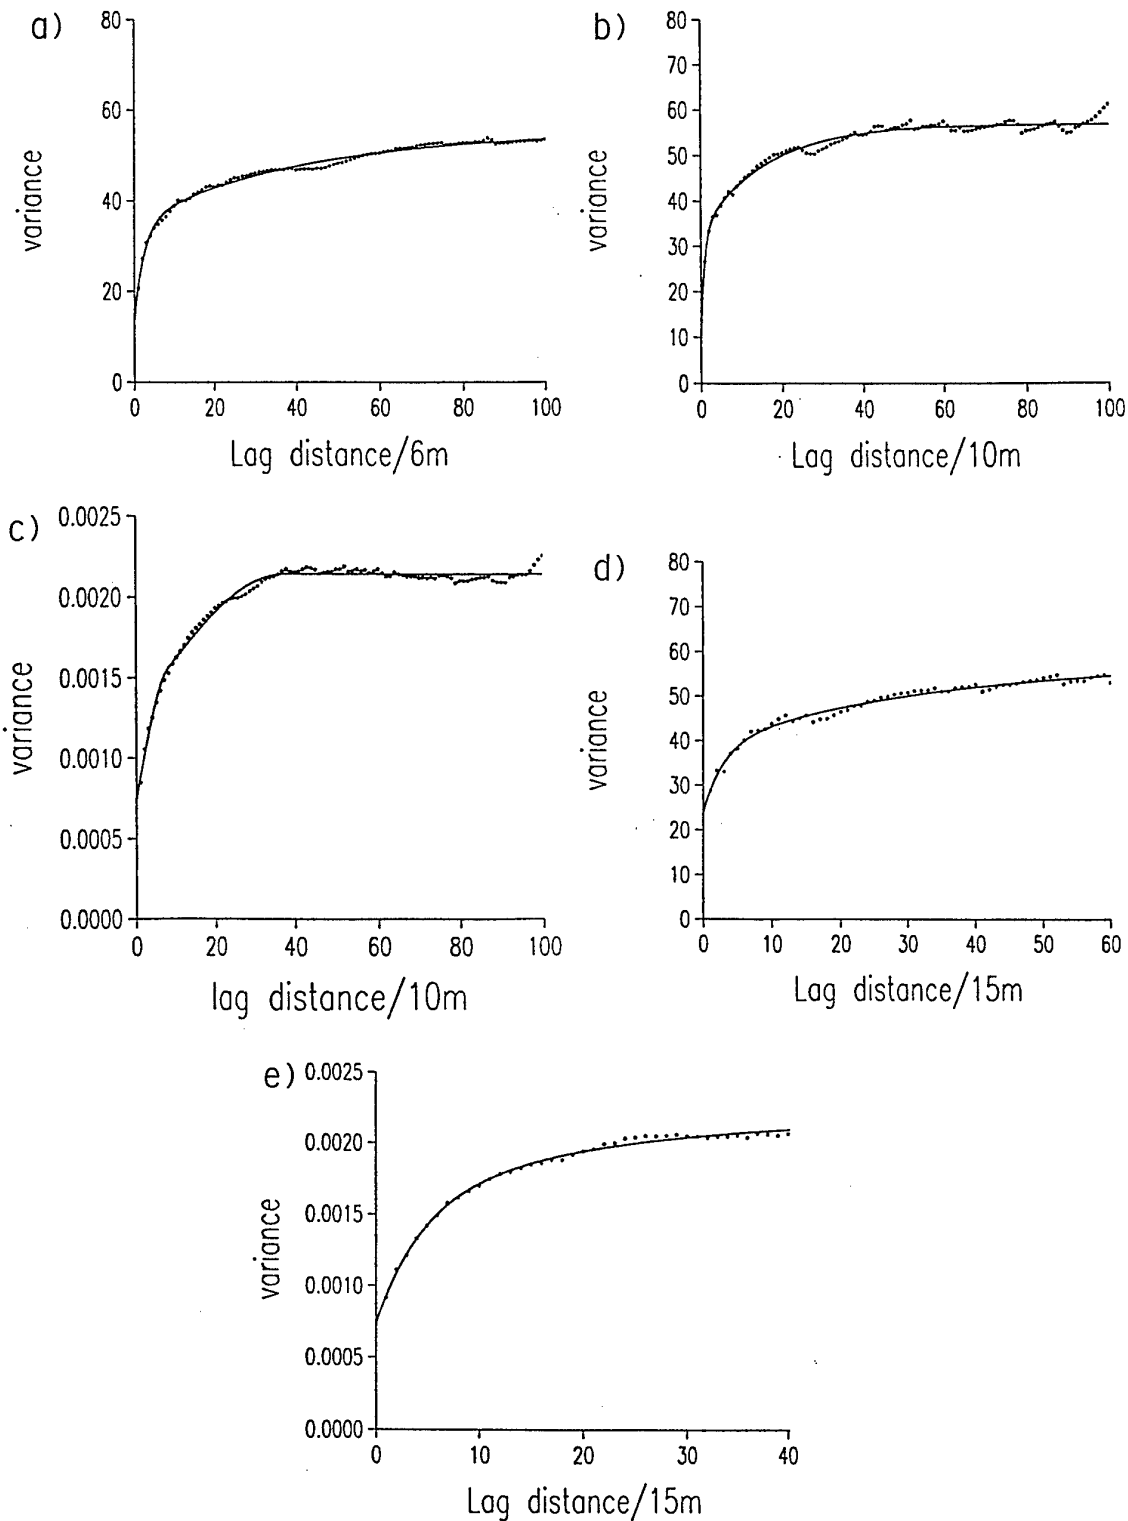 a)
80
60
40
20
0
variance
0 20 40 60 80 100
Lag distance/6m
b)
80
70
60
50
40
30
20
10
0
variance
0 20 40 60 80 100
Lag distance/10m
c)
0.0025
0.0020
0.0015
0.0010
0.0005
0.0000
variance
0 20 40 60 80 100
lag distance/10m
d)
80
70
60
50
40
30
20
10
0
variance
0 10 20 30 40 50 60
Lag distance/15m
e)
0.0025
0.0020
0.0015
0.0010
0.0005
0.0000
variance
0 10 20 30 40
Lag distance/15m